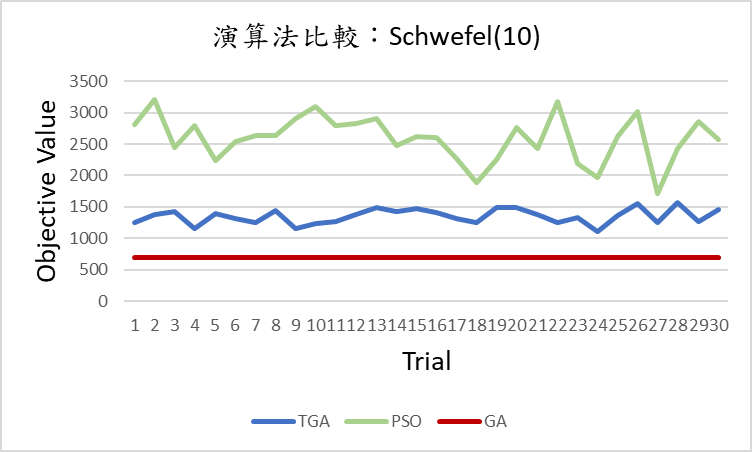 演算法比較：Schwefel(10)
3500
3000
2500
2000
1500
1000
500
0
Objective Value
1 2 3 4 5 6 7 8 9 10 11 12 13 14 15 16 17 18 19 20 21 22 23 24 25 26 27 28 29 30
Trial
TGA PSO GA